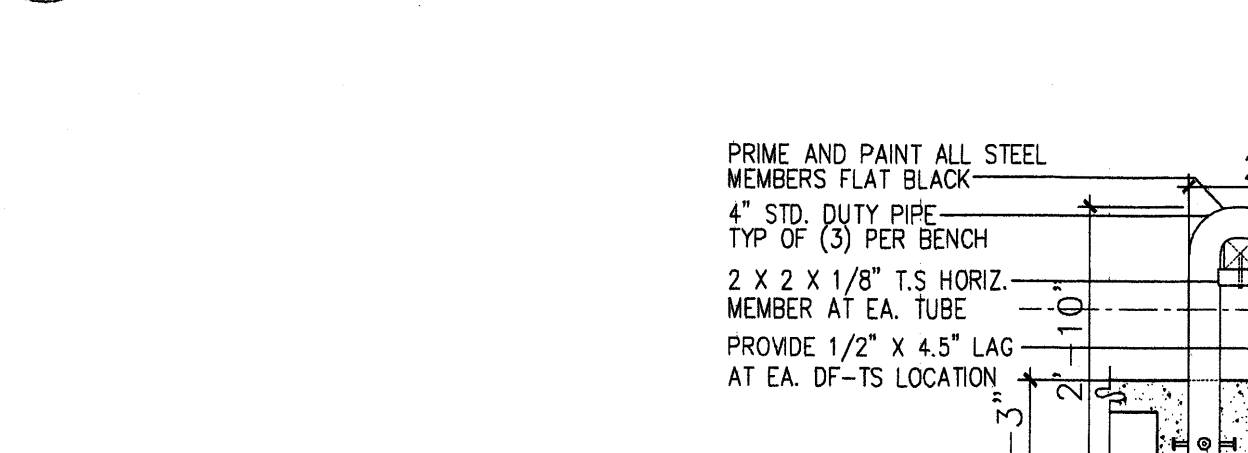 PRIME AND PAINT ALL STEEL
MEMBERS FLAT BLACK
4" STD. DUTY PIPE
TYP OF (3) PER BENCH
2 X 2 X 1/8" T.S HORIZ.
MEMBER AT EA. TUBE
PROVIDE 1/2" X 4.5" LAG
AT EA. DF-TS LOCATION
2'-10"
-3"